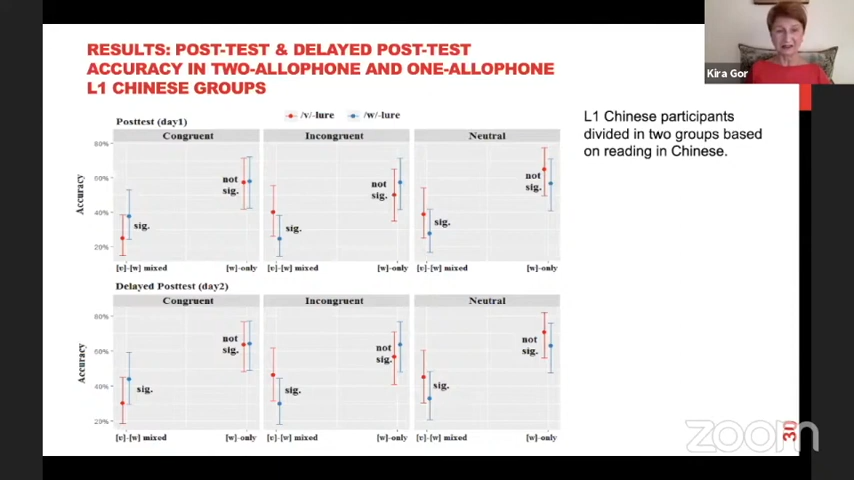 RESULTS: POST-TEST & DELAYED POST-TEST
ACCURACY IN TWO-ALLOPHONE AND ONE-ALLOPHONE
L1 CHINESE GROUPS
Kira Gor
L1 Chinese participants
divided in two groups based
on reading in Chinese.
/v/-lure /w/-lure
Posttest (day1)
Congruent Incongruent Neutral
Accuracy
80%
60%
40%
20%
sig. not sig.
sig. not sig.
sig. not sig.
[v]-[w] mixed [w]-only [v]-[w] mixed [w]-only [v]-[w] mixed [w]-only
Delayed Posttest (day2)
Congruent Incongruent Neutral
Accuracy
80%
60%
40%
20%
sig. not sig.
sig. not sig.
sig. not sig.
[v]-[w] mixed [w]-only [v]-[w] mixed [w]-only [v]-[w] mixed [w]-only
zoom
30